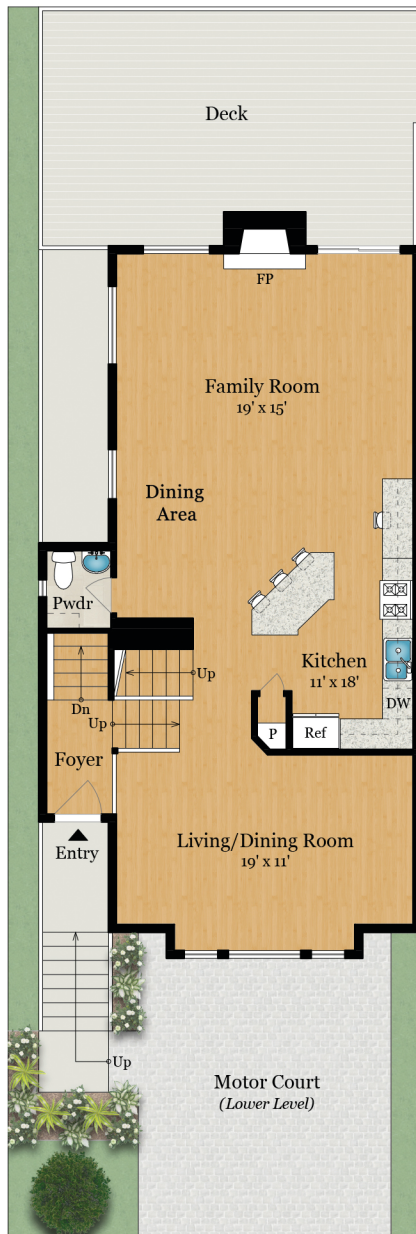 Deck
FP
Family Room
19' x 15'
Dining
Area
Pwdr
Kitchen
11' x 18'
Up
Dn
Up
DW
P
Ref
Foyer
Living/Dining Room
19' x 11'
Entry
Up
Motor Court
(Lower Level)